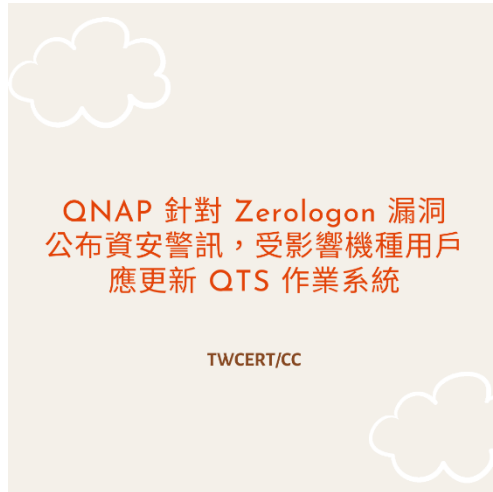 QNAP 針對 Zerologon 漏洞
公布資安警訊，受影響機種用戶
應更新 QTS 作業系統
TWCERT/CC